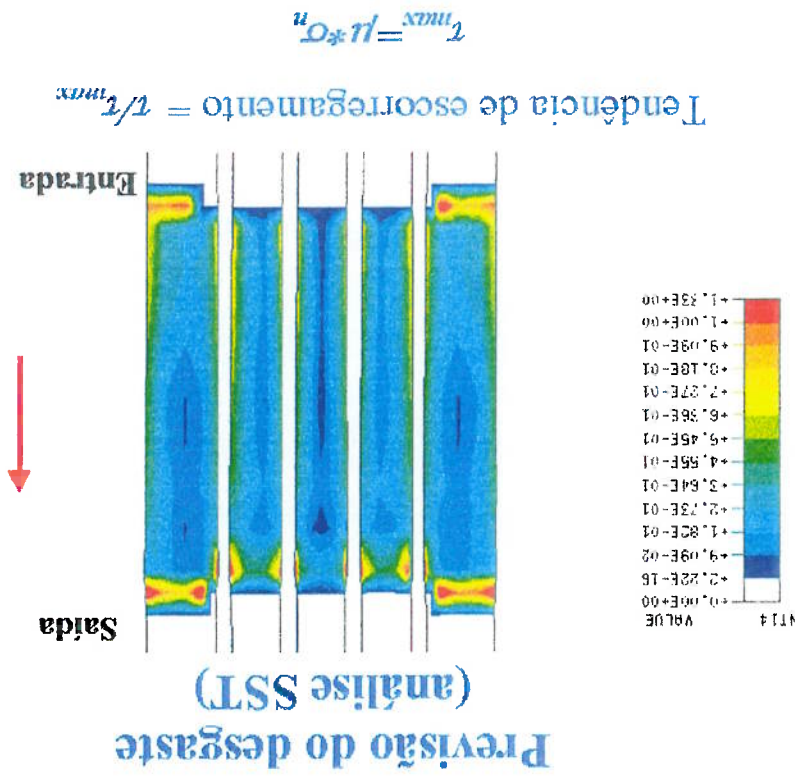 Previsão do desgaste
(análise SST)
NT14 VALUE
+0.00E+00
+2.22E-16
+9.09E-02
+1.82E-01
+2.73E-01
+3.64E-01
+4.55E-01
+5.45E-01
+6.36E-01
+7.27E-01
+8.18E-01
+9.09E-01
+1.00E+00
+1.33E+00
Saída
Entrada
Tendência de escorregamento = τ/τmax
τmax=μ*σn